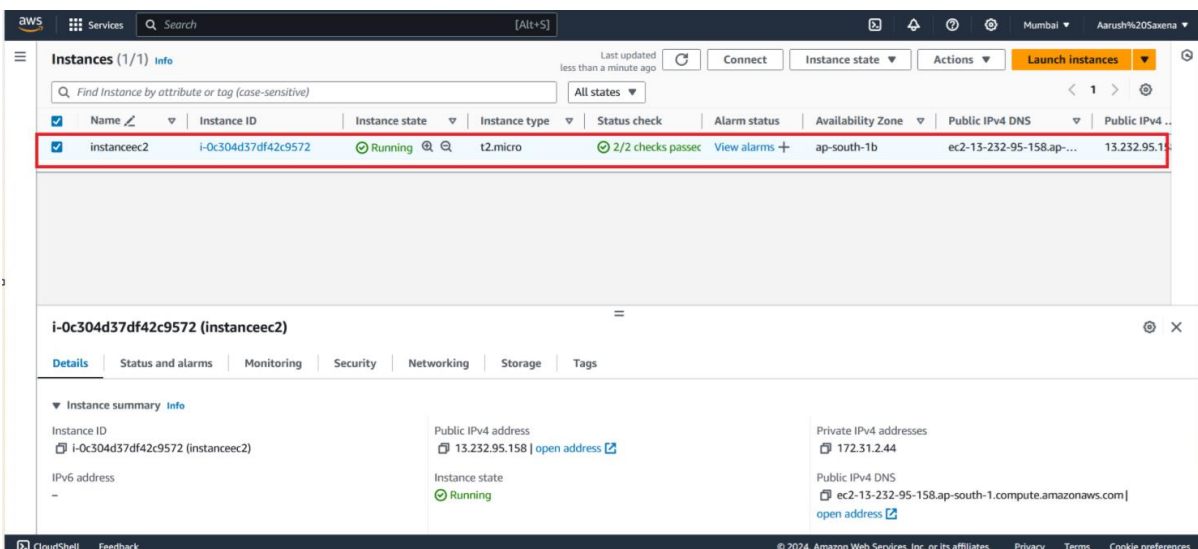 aws Services Search [Alt+S] Mumbai Aarush%20Saxena
Instances (1/1) Info Last updated less than a minute ago Connect Instance state Actions Launch instances
Find Instance by attribute or tag (case-sensitive) All states 1
Name Instance ID Instance state Instance type Status check Alarm status Availability Zone Public IPv4 DNS Public IPv4 ..
instanceec2 i-0c304d37df42c9572 Running t2.micro 2/2 checks passec View alarms + ap-south-1b ec2-13-232-95-158.ap-... 13.232.95.15
i-0c304d37df42c9572 (instanceec2)
Details Status and alarms Monitoring Security Networking Storage Tags
Instance summary Info
Instance ID Public IPv4 address Private IPv4 addresses
i-0c304d37df42c9572 (instanceec2) 13.232.95.158 | open address 172.31.2.44
IPv6 address Instance state Public IPv4 DNS
– Running ec2-13-232-95-158.ap-south-1.compute.amazonaws.com |
open address
CloudShell Feedback © 2024, Amazon Web Services, Inc. or its affiliates. Privacy Terms Cookie preferences